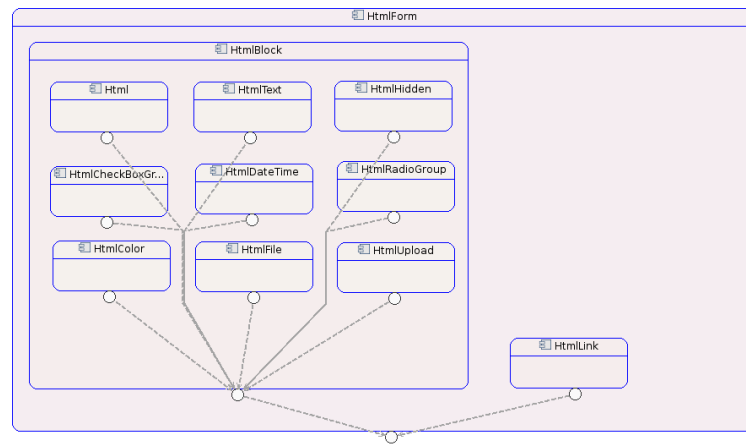 HtmlForm
HtmlBlock
Html
HtmlText
HtmlHidden
HtmlCheckBoxGr...
HtmlDateTime
HtmlRadioGroup
HtmlColor
HtmlFile
HtmlUpload
HtmlLink